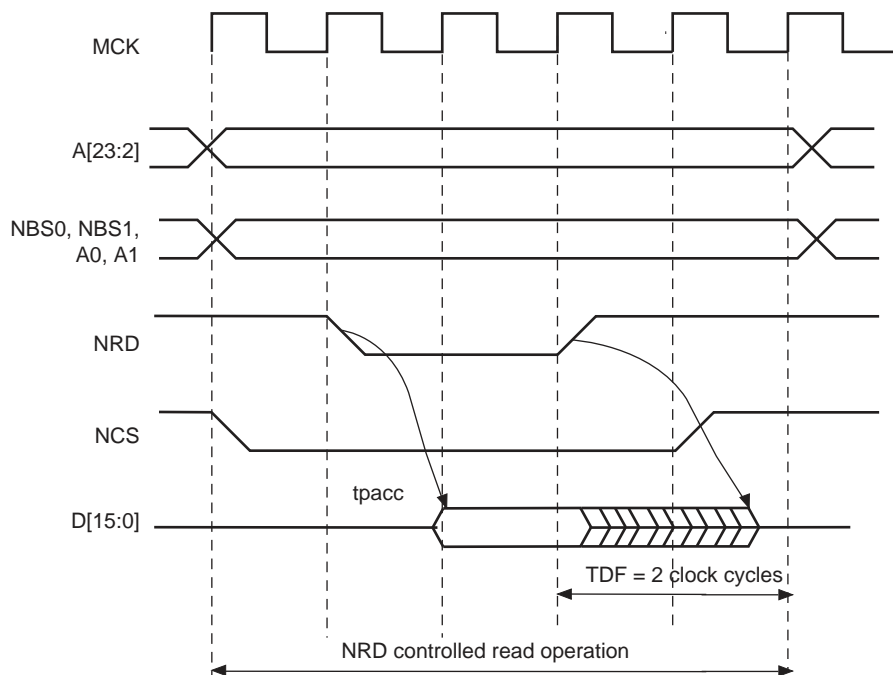 MCK
A[23:2]
NBS0, NBS1,
A0, A1
NRD
NCS
tpacc
D[15:0]
TDF = 2 clock cycles
NRD controlled read operation